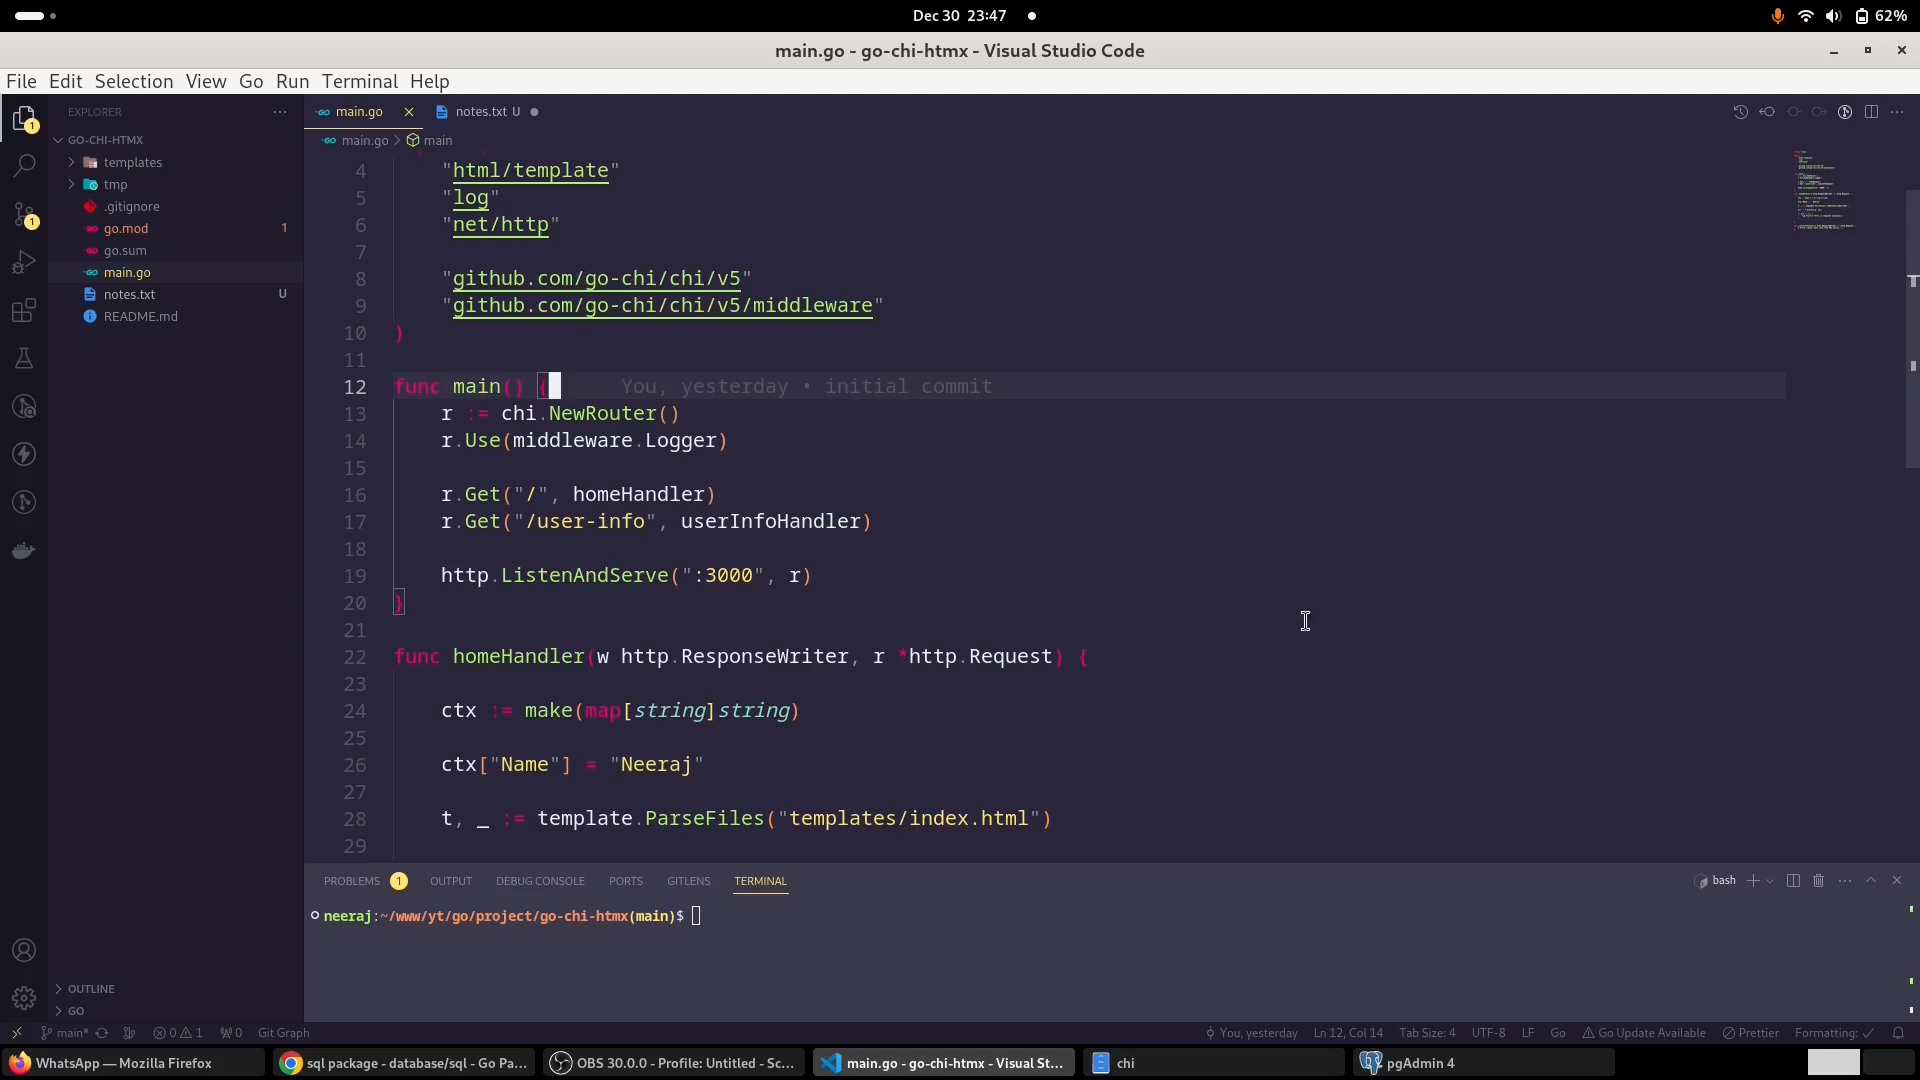 Dec 30 23:47
62%
main.go - go-chi-htmx - Visual Studio Code
File Edit Selection View Go Run Terminal Help
EXPLORER
GO-CHI-HTMX
templates
tmp
.gitignore
go.mod 1
go.sum
main.go
notes.txt U
README.md
OUTLINE
GO
1
1
main.go
notes.txt U
main.go > main
4 "html/template"
5 "log"
6 "net/http"
7
8 "github.com/go-chi/chi/v5"
9 "github.com/go-chi/chi/v5/middleware"
10 )
11
12 func main() { You, yesterday • initial commit
13 r := chi.NewRouter()
14 r.Use(middleware.Logger)
15
16 r.Get("/", homeHandler)
17 r.Get("/user-info", userInfoHandler)
18
19 http.ListenAndServe(":3000", r)
20 }
21
22 func homeHandler(w http.ResponseWriter, r *http.Request) {
23
24 ctx := make(map[string]string)
25
26 ctx["Name"] = "Neeraj"
27
28 t, _ := template.ParseFiles("templates/index.html")
29
PROBLEMS 1 OUTPUT DEBUG CONSOLE PORTS GITLENS TERMINAL
bash
neeraj:~/www/yt/go/project/go-chi-htmx(main)$
main* 0 1 0 Git Graph
You, yesterday Ln 12, Col 14 Tab Size: 4 UTF-8 LF Go Go Update Available Prettier Formatting:
WhatsApp — Mozilla Firefox
sql package - database/sql - Go Pa...
OBS 30.0.0 - Profile: Untitled - Sc...
main.go - go-chi-htmx - Visual St...
chi
pgAdmin 4